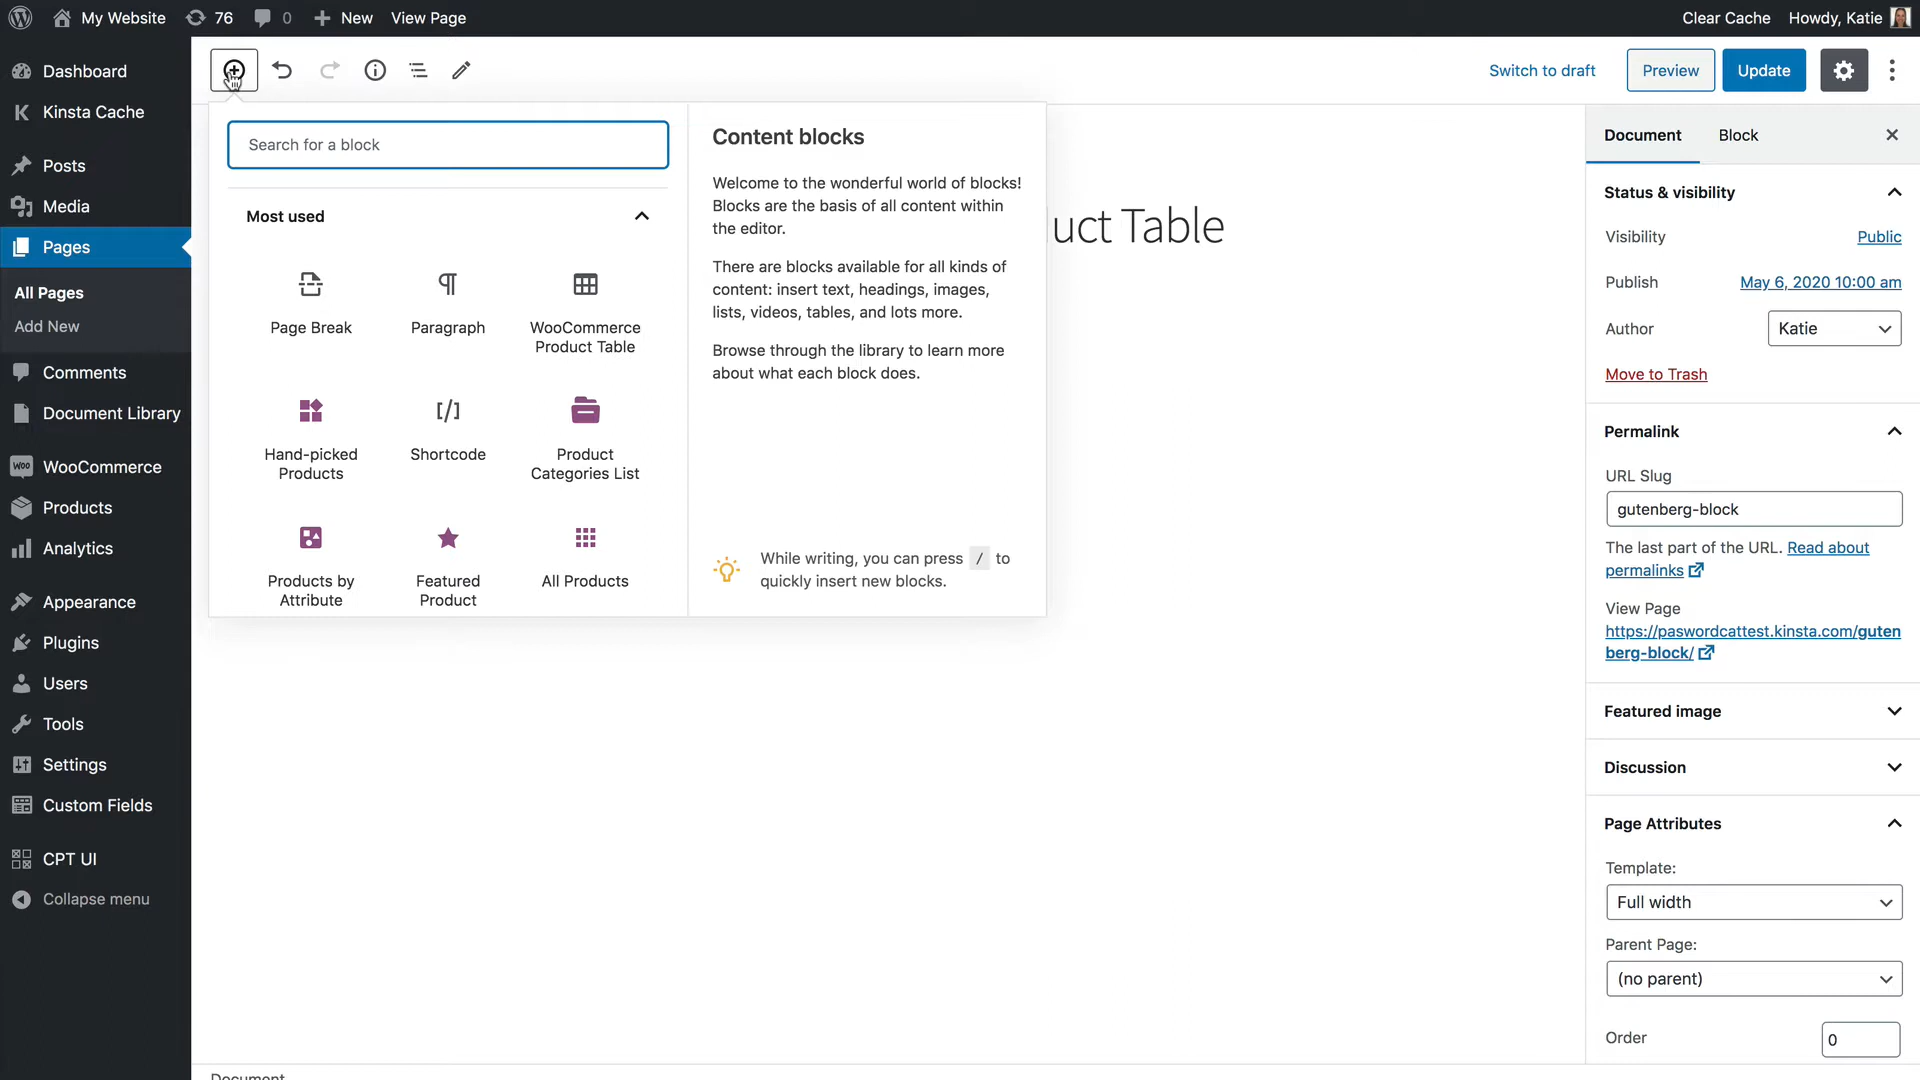 My Website
76
0
New
View Page
Clear Cache
Howdy, Katie
Dashboard
Kinsta Cache
Posts
Media
Pages
All Pages
Add New
Comments
Document Library
WooCommerce
Products
Analytics
Appearance
Plugins
Users
Tools
Settings
Custom Fields
CPT UI
Collapse menu
Switch to draft
Preview
Update
Search for a block
Most used
Page Break
Paragraph
WooCommerce
Product Table
Hand-picked
Products
[/]
Shortcode
Product
Categories List
Products by
Attribute
Featured
Product
All Products
Content blocks
Welcome to the wonderful world of blocks!
Blocks are the basis of all content within
the editor.
There are blocks available for all kinds of
content: insert text, headings, images,
lists, videos, tables, and lots more.
Browse through the library to learn more
about what each block does.
While writing, you can press / to
quickly insert new blocks.
uct Table
Document
Block
Status & visibility
Visibility
Public
Publish
May 6, 2020 10:00 am
Author
Katie
Move to Trash
Permalink
URL Slug
gutenberg-block
The last part of the URL. Read about
permalinks
View Page
https://paswordcattest.kinsta.com/guten
berg-block/
Featured image
Discussion
Page Attributes
Template:
Full width
Parent Page:
(no parent)
Order
0
Document